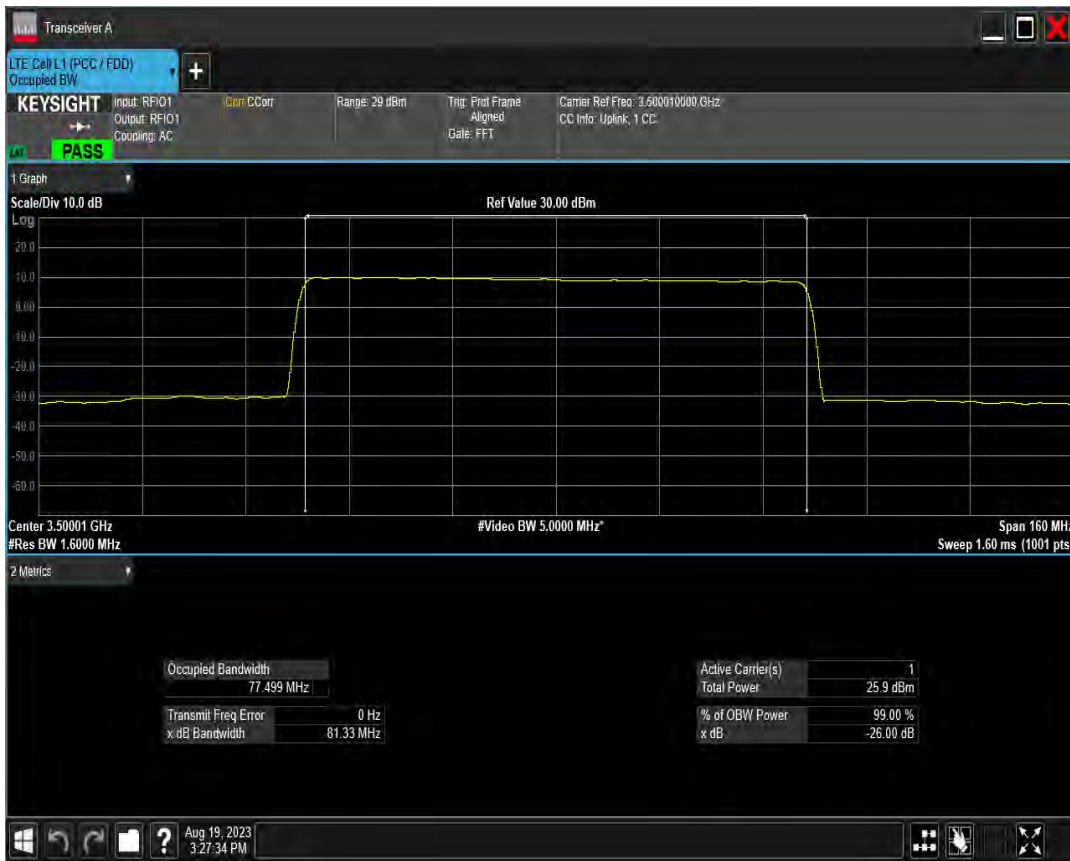 Transceiver A
LTE Cell L1 (PCC / FDD)
Occupied BW
+
KEYSIGHT
Input: RFIO1
Output: RFIO1
Coupling: AC
Corr CCorr
Range: 29 dBm
Trig: Prot Frame
Aligned
Gate: FFT
Carrier Ref Freq: 3.500010000 GHz
CC Info: Uplink, 1 CC
PASS
1 Graph
Scale/Div 10.0 dB
Ref Value 30.00 dBm
Log
20.0
10.0
0.00
-10.0
-20.0
-30.0
-40.0
-50.0
-60.0
Center 3.50001 GHz
#Video BW 5.0000 MHz*
Span 160 MHz
#Res BW 1.6000 MHz
Sweep 1.60 ms (1001 pts
2 Metrics
Occupied Bandwidth
77.499 MHz
Transmit Freq Error 0 Hz
x dB Bandwidth 81.33 MHz
Active Carrier(s) 1
Total Power 25.9 dBm
% of OBW Power 99.00 %
x dB -26.00 dB
?
Aug 19, 2023
3:27:34 PM